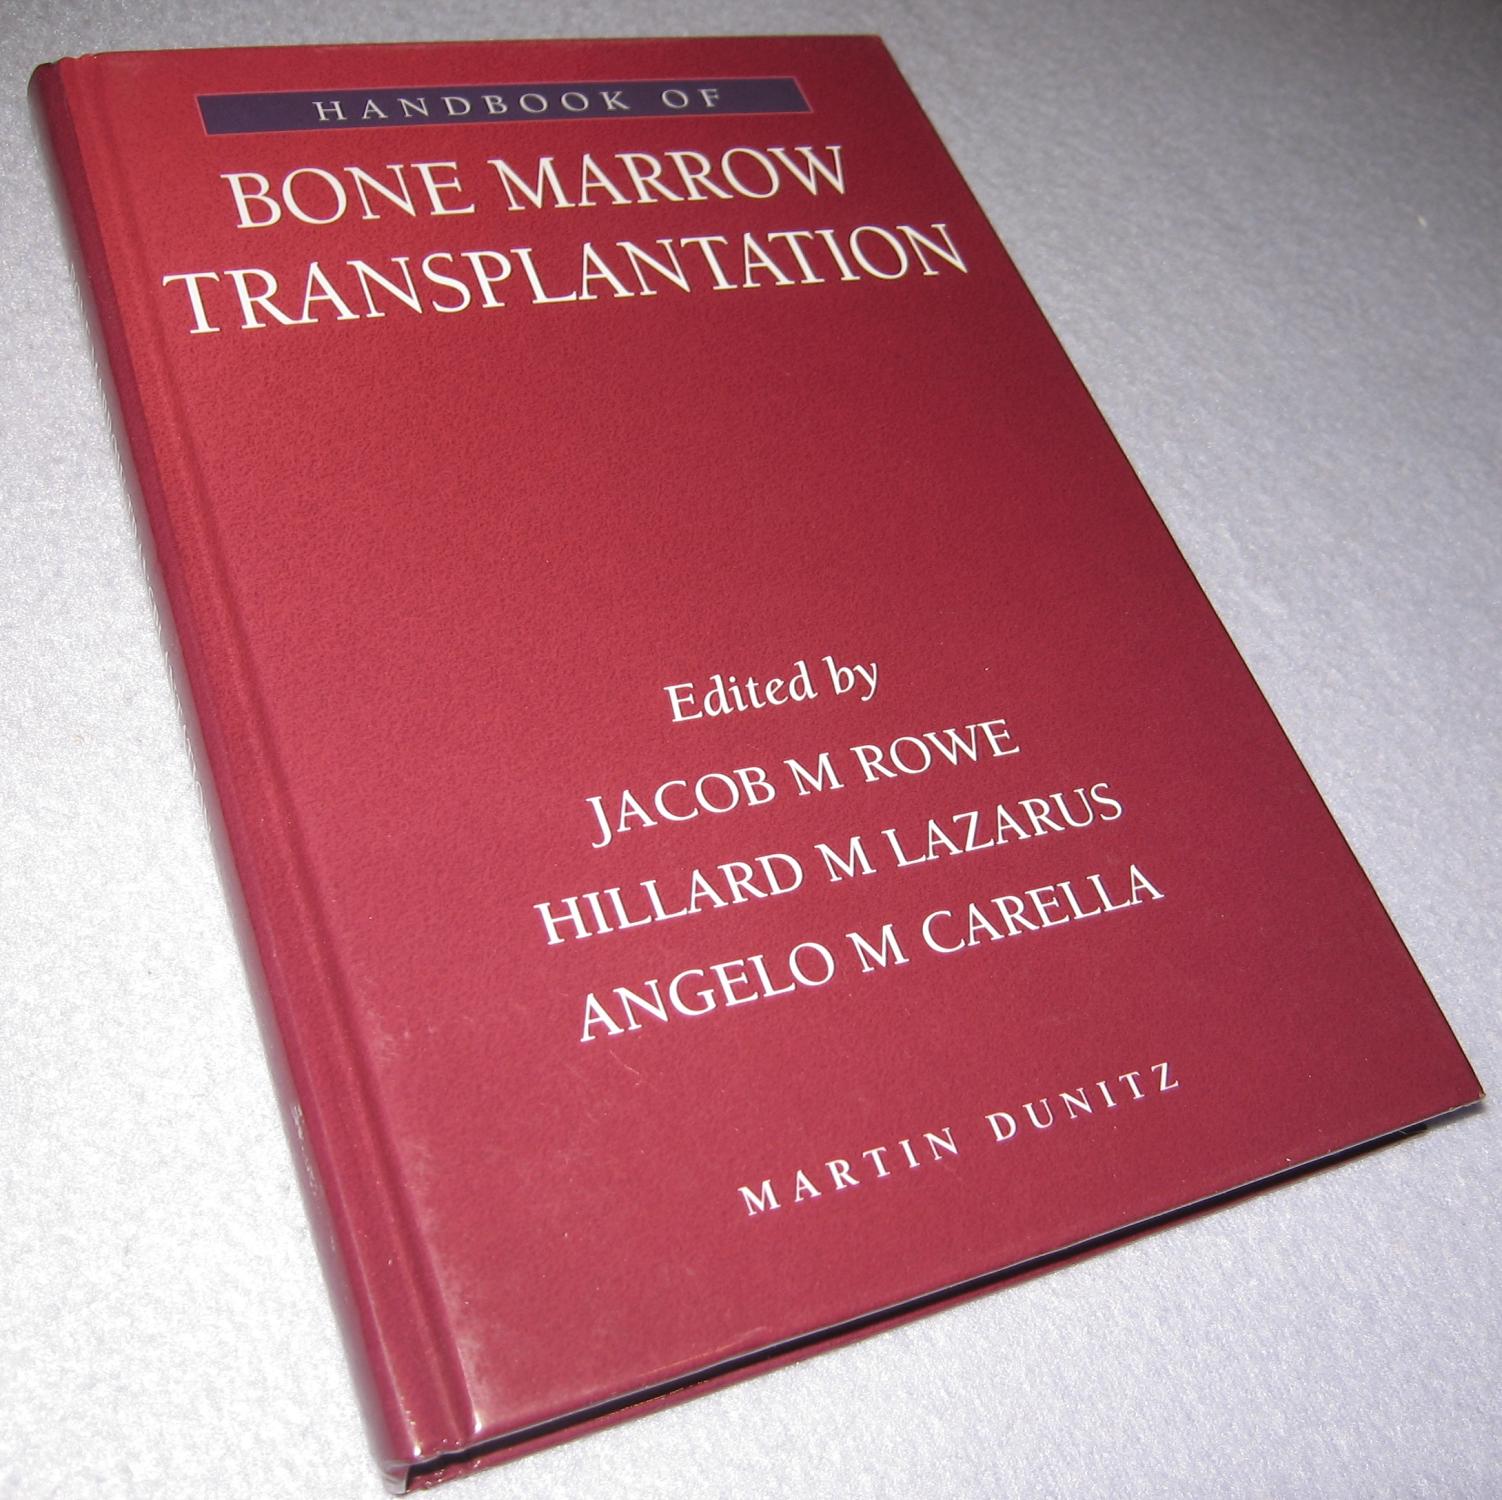 HANDBOOK OF
BONE MARROW
TRANSPLANTATION
Edited by
JACOB M ROWE
HILLARD M LAZARUS
ANGELO M CARELLA
MARTIN DUNITZ